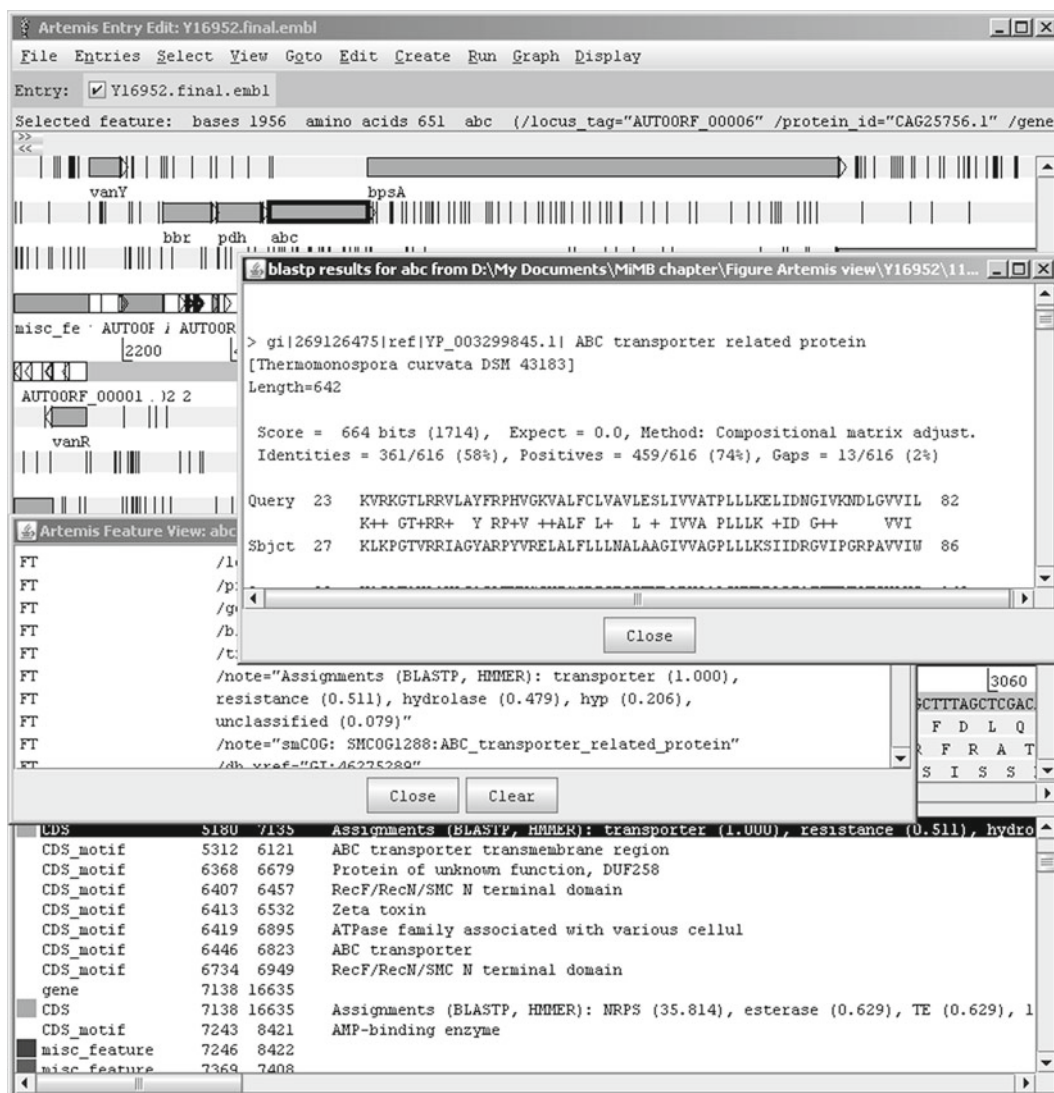 Artemis Entry Edit: Y16952.final.embl
File Entries Select View Goto Edit Create Run Graph Display
Entry: Y16952.final.embl
Selected feature: bases 1956 amino acids 651 abc (/locus_tag="AUTOORF_00006" /protein_id="CAG25756.1" /gene
>>
<<
vanY bpsA
bbr pdh abc
blastp results for abc from D:\My Documents\MiMB chapter\Figure Artemis view\Y16952\11...
> gi|269126475|ref|YP_003299845.1| ABC transporter related protein
[Thermomonospora curvata DSM 43183]
Length=642
Score = 664 bits (1714), Expect = 0.0, Method: Compositional matrix adjust.
Identities = 361/616 (58%), Positives = 459/616 (74%), Gaps = 13/616 (2%)
Query 23 KVRKGTLRRVLAYFRPHVGKVALFCLVAVLESLIVVATPLLLKELIDNGIVKNDLGVVIL 82
K++ GT+RR+ Y RP+V ++ALF L+ L + IVVA PLLLK +ID G++ VVI
Sbjct 27 KLKPGTVRRIAGYARPYVRELALFLLLNALAAGIVVAGPLLLKSIIDRGVIPGRPAVVIW 86
Close
misc_fe AUTOOF AUTOOR
2200
AUTOORF_00001 2
vanR
Artemis Feature View: abc
FT /lo
FT /p
FT /g
FT /b
FT /t
FT /note="Assignments (BLASTP, HMMER): transporter (1.000),
FT resistance (0.511), hydrolase (0.479), hyp (0.206),
FT unclassified (0.079)"
FT /note="smCOG: SMCOG1288:ABC_transporter_related_protein"
FT /db_xref="GI:46275289"
Close Clear
3060
GCTTTAGCTCGAC
F D L Q
R F R A T
S I S S
CDS 5180 7135 Assignments (BLASTP, HMMER): transporter (1.000), resistance (0.511), hydro
CDS_motif 5312 6121 ABC transporter transmembrane region
CDS_motif 6368 6679 Protein of unknown function, DUF258
CDS_motif 6407 6457 RecF/RecN/SMC N terminal domain
CDS_motif 6413 6532 Zeta toxin
CDS_motif 6419 6895 ATPase family associated with various cellul
CDS_motif 6446 6823 ABC transporter
CDS_motif 6734 6949 RecF/RecN/SMC N terminal domain
gene 7138 16635
CDS 7138 16635 Assignments (BLASTP, HMMER): NRPS (35.814), esterase (0.629), TE (0.629), 1
CDS_motif 7243 8421 AMP-binding enzyme
misc_feature 7246 8422
misc_feature 7369 7408